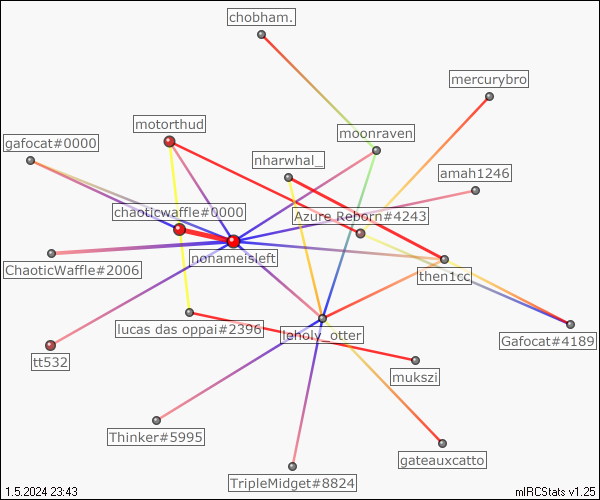 chobham.
mercurybro
motorthud
moonraven
gafocat#0000
nharwhal_
amah1246
chaoticwaffle#0000
Azure Reborn#4243
nonameisleft
ChaoticWaffle#2006
then1cc
lucas das oppai#2396
leholy_otter
Gafocat#4189
tt532
mukszi
Thinker#5995
gateauxcatto
TripleMidget#8824
1.5.2024 23:43
mIRCStats v1.25